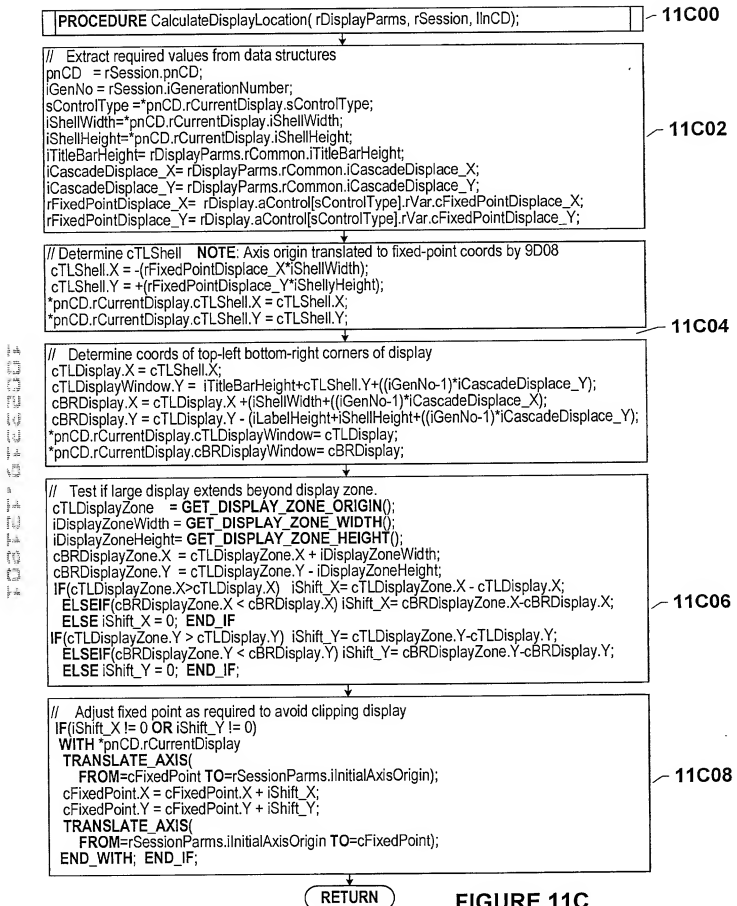 PROCEDURE CalculateDisplayLocation( rDisplayParms, rSession, lInCD);
11C00
// Extract required values from data structures
pnCD = rSession.pnCD;
iGenNo = rSession.iGenerationNumber;
sControlType =*pnCD.rCurrentDisplay.sControlType;
iShellWidth=*pnCD.rCurrentDisplay.iShellWidth;
iShellHeight=*pnCD.rCurrentDisplay.iShellHeight;
iTitleBarHeight= rDisplayParms.rCommon.iTitleBarHeight;
iCascadeDisplace_X= rDisplayParms.rCommon.iCascadeDisplace_X;
iCascadeDisplace_Y= rDisplayParms.rCommon.iCascadeDisplace_Y;
rFixedPointDisplace_X= rDisplay.aControl[sControlType].rVar.cFixedPointDisplace_X;
rFixedPointDisplace_Y= rDisplay.aControl[sControlType].rVar.cFixedPointDisplace_Y;
11C02
// Determine cTLShell NOTE: Axis origin translated to fixed-point coords by 9D08
cTLShell.X = -(rFixedPointDisplace_X*iShellWidth);
cTLShell.Y = +(rFixedPointDisplace_Y*iShellyHeight);
*pnCD.rCurrentDisplay.cTLShell.X = cTLShell.X;
*pnCD.rCurrentDisplay.cTLShell.Y = cTLShell.Y;
11C04
// Determine coords of top-left bottom-right corners of display
cTLDisplay.X = cTLShell.X;
cTLDisplayWindow.Y = iTitleBarHeight+cTLShell.Y+((iGenNo-1)*iCascadeDisplace_Y);
cBRDisplay.X = cTLDisplay.X +(iShellWidth+((iGenNo-1)*iCascadeDisplace_X);
cBRDisplay.Y = cTLDisplay.Y - (iLabelHeight+iShellHeight+((iGenNo-1)*iCascadeDisplace_Y);
*pnCD.rCurrentDisplay.cTLDisplayWindow= cTLDisplay;
*pnCD.rCurrentDisplay.cBRDisplayWindow= cBRDisplay;
// Test if large display extends beyond display zone.
cTLDisplayZone = GET_DISPLAY_ZONE_ORIGIN();
iDisplayZoneWidth = GET_DISPLAY_ZONE_WIDTH();
iDisplayZoneHeight= GET_DISPLAY_ZONE_HEIGHT();
cBRDisplayZone.X = cTLDisplayZone.X + iDisplayZoneWidth;
cBRDisplayZone.Y = cTLDisplayZone.Y - iDisplayZoneHeight;
IF(cTLDisplayZone.X>cTLDisplay.X) iShift_X= cTLDisplayZone.X - cTLDisplay.X;
ELSEIF(cBRDisplayZone.X < cBRDisplay.X) iShift_X= cBRDisplayZone.X-cBRDisplay.X;
ELSE iShift_X = 0; END_IF
IF(cTLDisplayZone.Y > cTLDisplay.Y) iShift_Y= cTLDisplayZone.Y-cTLDisplay.Y;
ELSEIF(cBRDisplayZone.Y < cBRDisplay.Y) iShift_Y= cBRDisplayZone.Y-cBRDisplay.Y;
ELSE iShift_Y = 0; END_IF;
11C06
// Adjust fixed point as required to avoid clipping display
IF(iShift_X != 0 OR iShift_Y != 0)
WITH *pnCD.rCurrentDisplay
TRANSLATE_AXIS(
FROM=cFixedPoint TO=rSessionParms.iInitialAxisOrigin);
cFixedPoint.X = cFixedPoint.X + iShift_X;
cFixedPoint.Y = cFixedPoint.Y + iShift_Y;
TRANSLATE_AXIS(
FROM=rSessionParms.iInitialAxisOrigin TO=cFixedPoint);
END_WITH; END_IF;
11C08
RETURN
FIGURE 11C